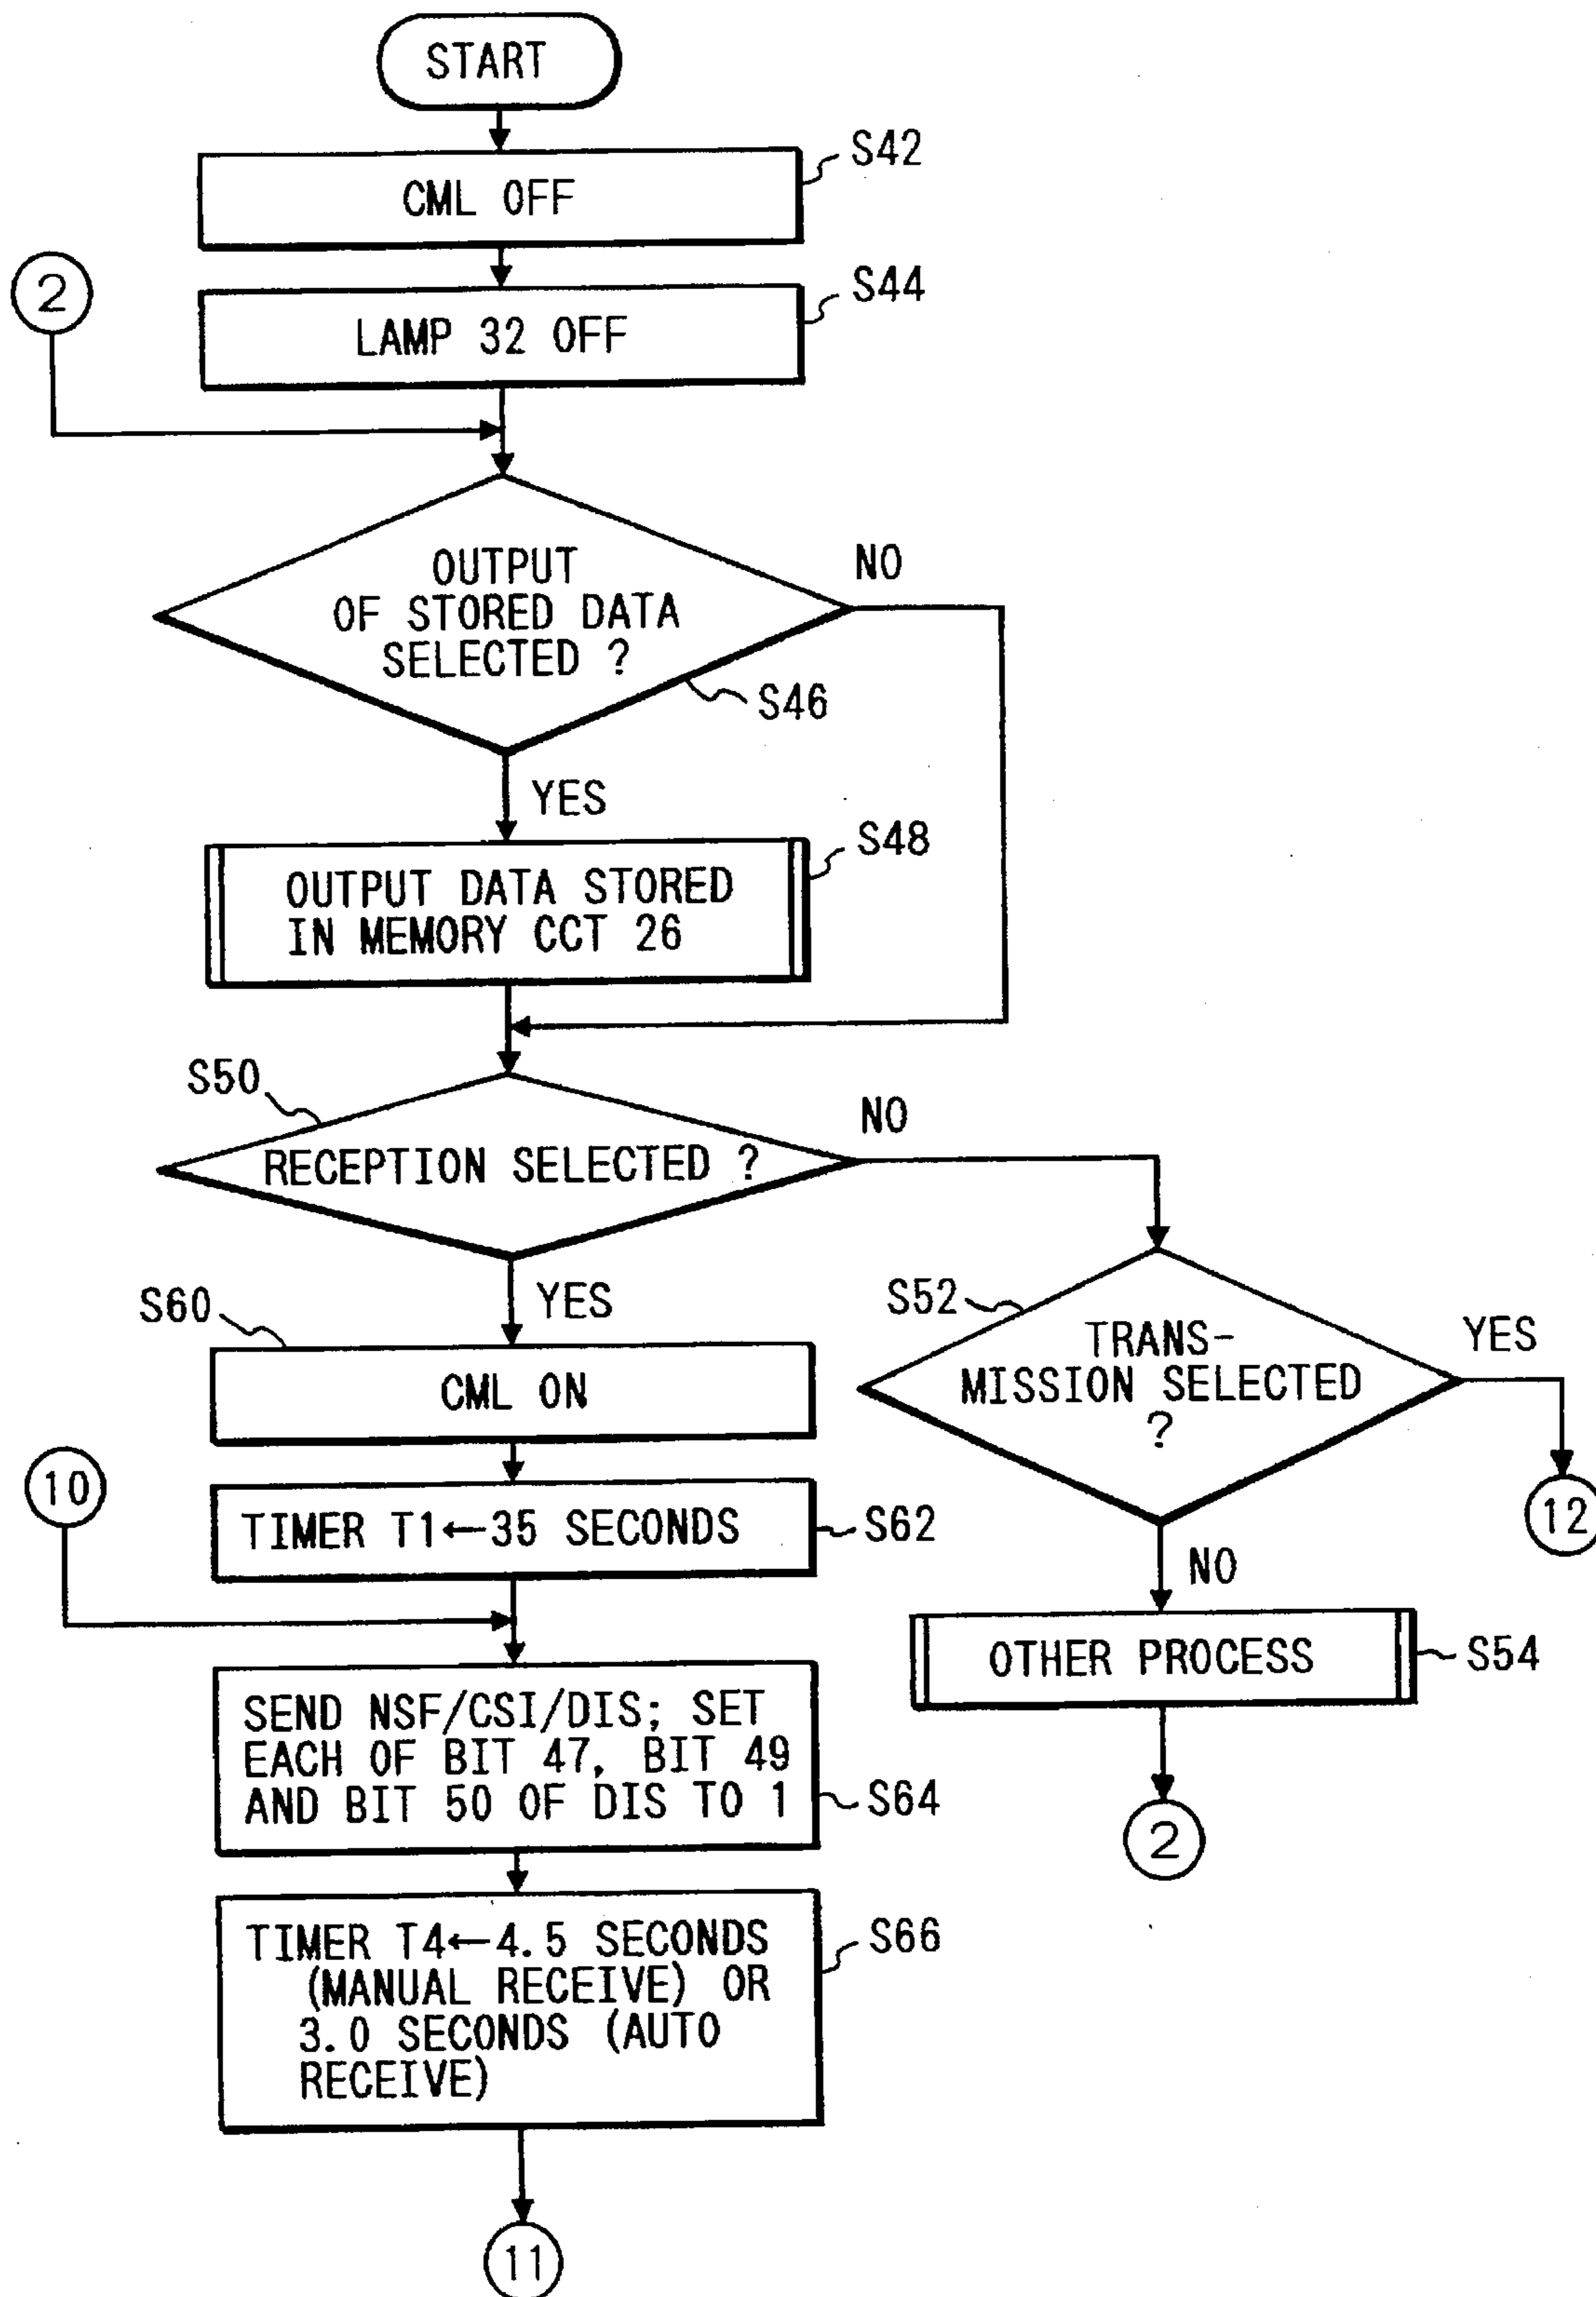 START
S42
CML OFF
2
S44
LAMP 32 OFF
OUTPUT
OF STORED DATA
SELECTED ?
NO
S46
YES
S48
OUTPUT DATA STORED
IN MEMORY CCT 26
S50
NO
RECEPTION SELECTED ?
S60
YES
S52
TRANS-
MISSION SELECTED
?
YES
CML ON
10
12
TIMER T1←35 SECONDS
S62
NO
OTHER PROCESS
S54
SEND NSF/CSI/DIS; SET
EACH OF BIT 47, BIT 49
AND BIT 50 OF DIS TO 1
S64
2
TIMER T4←4.5 SECONDS
(MANUAL RECEIVE) OR
3.0 SECONDS (AUTO
RECEIVE)
S66
11